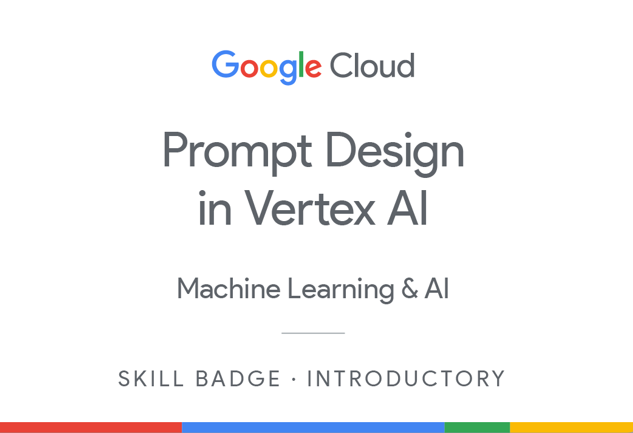 Google Cloud
Prompt Design
in Vertex AI
Machine Learning & AI
SKILL BADGE · INTRODUCTORY